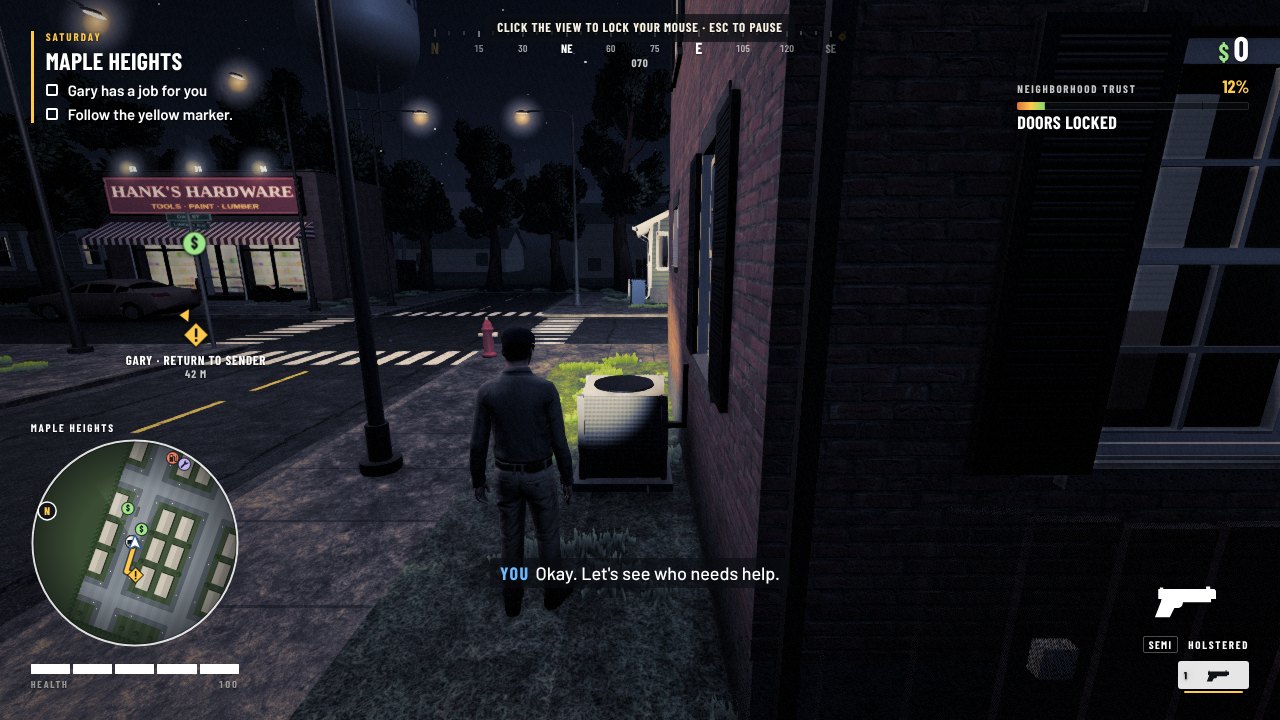 SATURDAY
MAPLE HEIGHTS
Gary has a job for you
Follow the yellow marker.
CLICK THE VIEW TO LOCK YOUR MOUSE · ESC TO PAUSE
N 15 30 NE 60 75 E 105 120 SE
070
$0
NEIGHBORHOOD TRUST 12%
DOORS LOCKED
HANK'S HARDWARE
TOOLS · PAINT · LUMBER
$
GARY · RETURN TO SENDER
42 M
MAPLE HEIGHTS
N
$
$
HEALTH 100
YOU Okay. Let's see who needs help.
SEMI HOLSTERED
1